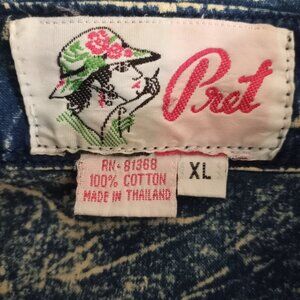 Pret
RN-81368
100% COTTON
MADE IN THAILAND
XL